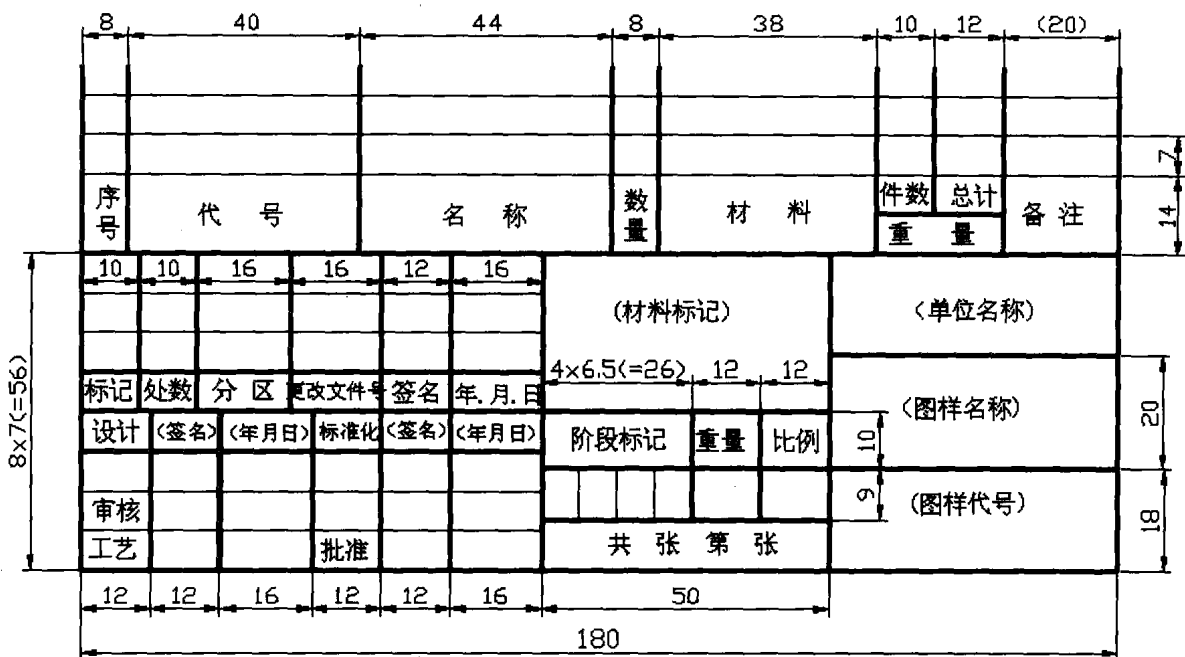 8 40 44 8 38 10 12 (20)
7
序号 代 号 名 称 数量 材 料 件数 总计 备注
重 量
14
10 10 16 16 12 16
(材料标记) (单位名称)
4×6.5(=26) 12 12
标记 处数 分 区 更改文件号 签名 年.月.日
(图样名称) 20
设计 (签名) (年月日) 标准化 (签名) (年月日) 阶段标记 重量 比例 10
8×7(=56)
审核 9 (图样代号) 18
工艺 批准 共 张 第 张
12 12 16 12 12 16 50
180